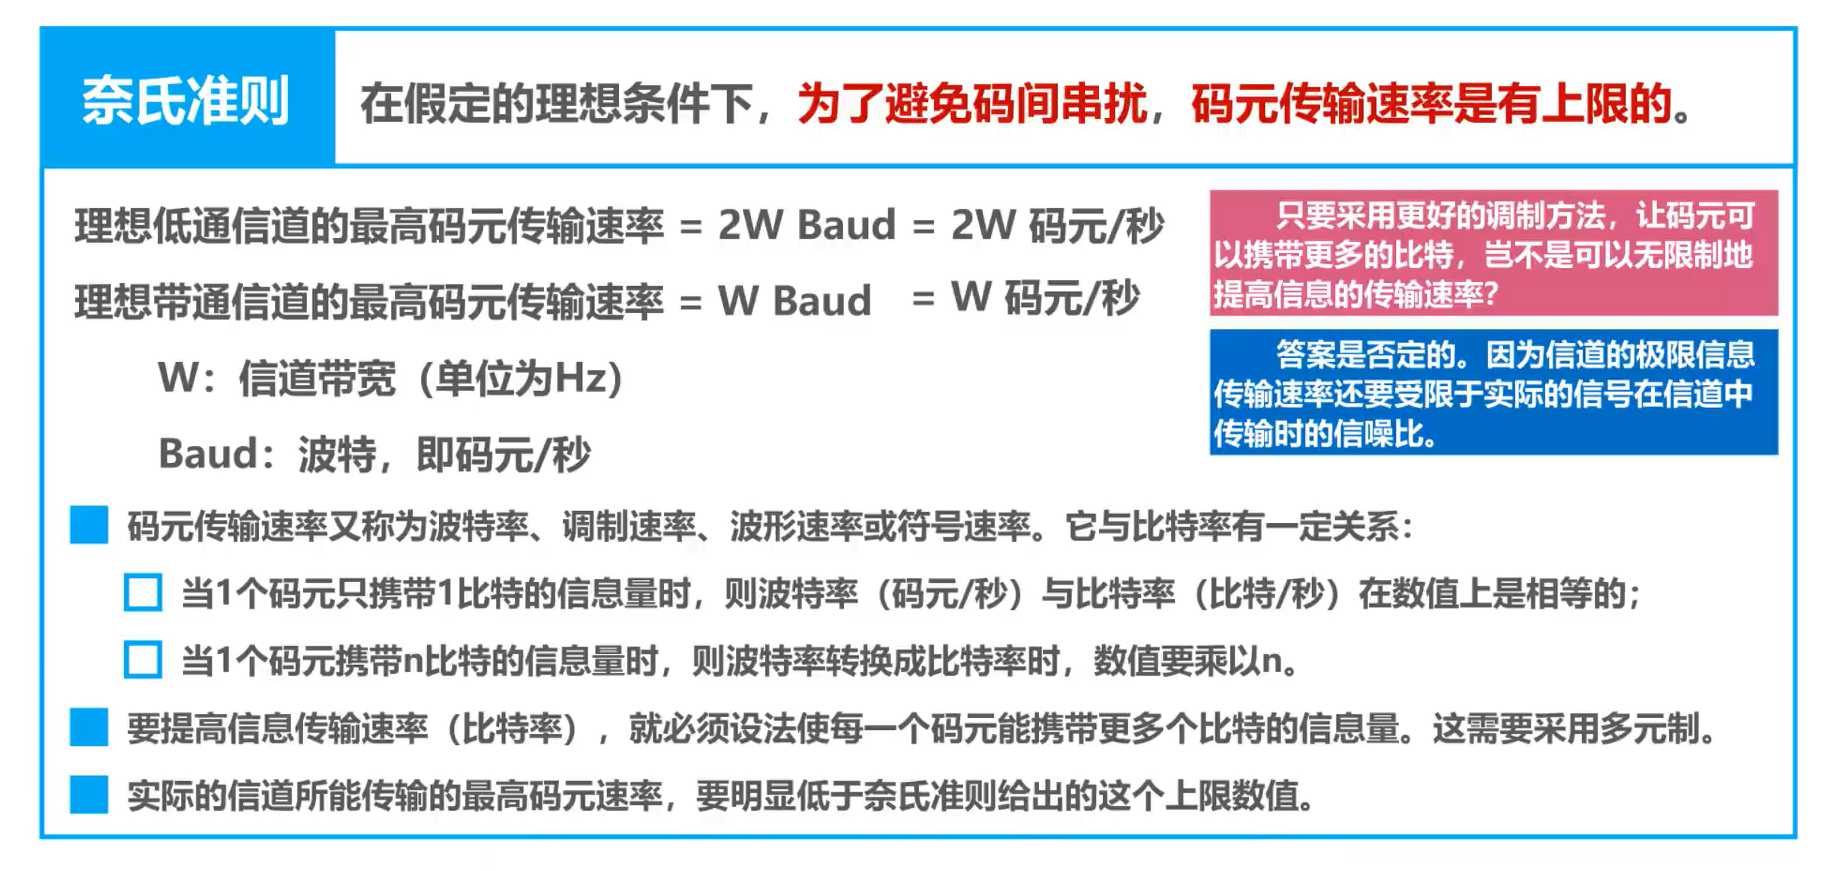 奈氏准则
在假定的理想条件下，为了避免码间串扰，码元传输速率是有上限的。
理想低通信道的最高码元传输速率 = 2W Baud = 2W 码元/秒
理想带通信道的最高码元传输速率 = W Baud = W 码元/秒
W：信道带宽（单位为Hz）
Baud：波特，即码元/秒
只要采用更好的调制方法，让码元可
以携带更多的比特，岂不是可以无限制地
提高信息的传输速率？
答案是否定的。因为信道的极限信息
传输速率还要受限于实际的信号在信道中
传输时的信噪比。
码元传输速率又称为波特率、调制速率、波形速率或符号速率。它与比特率有一定关系：
当1个码元只携带1比特的信息量时，则波特率（码元/秒）与比特率（比特/秒）在数值上是相等的；
当1个码元携带n比特的信息量时，则波特率转换成比特率时，数值要乘以n。
要提高信息传输速率（比特率），就必须设法使每一个码元能携带更多个比特的信息量。这需要采用多元制。
实际的信道所能传输的最高码元速率，要明显低于奈氏准则给出的这个上限数值。